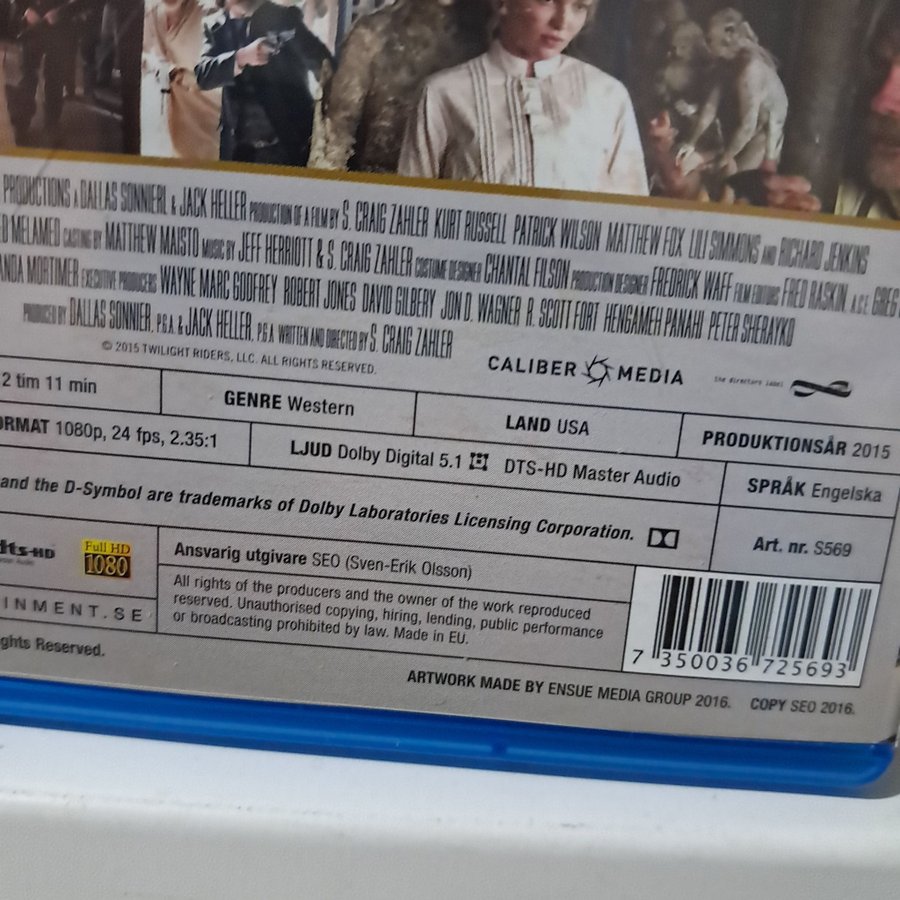 PRODUCTIONS & DALLAS SONNIER & JACK HELLER PRODUCTION OF A FILM BY S. CRAIG ZAHLER KURT RUSSELL PATRICK WILSON MATTHEW FOX LILI SIMMONS AND RICHARD JENKINS
D MELAMED CASTING BY MATTHEW MAISTO MUSIC BY JEFF HERRIOTT & S. CRAIG ZAHLER COSTUME DESIGNER CHANTAL FILSON PRODUCTION DESIGNER FREDRICK WAFF FILM EDITORS FRED RASKIN, A.C.E. GREG
NDA MORTIMER EXECUTIVE PRODUCERS WAYNE MARC GODFREY ROBERT JONES DAVID GILBERY JON D. WAGNER R. SCOTT FORT HENGAMEH PANAHI PETER SHERAYKO
PRODUCED BY DALLAS SONNIER, P.G.A. & JACK HELLER, P.G.A. WRITTEN AND DIRECTED BY S. CRAIG ZAHLER
© 2015 TWILIGHT RIDERS, LLC. ALL RIGHTS RESERVED.
CALIBER MEDIA the directors label
2 tim 11 min
GENRE Western
LAND USA
PRODUKTIONSÅR 2015
ORMAT 1080p, 24 fps, 2.35:1
LJUD Dolby Digital 5.1 DTS-HD Master Audio
SPRÅK Engelska
and the D-Symbol are trademarks of Dolby Laboratories Licensing Corporation.
Art. nr. S569
dts-HD
Full HD
1080
Ansvarig utgivare SEO (Sven-Erik Olsson)
INMENT.SE
All rights of the producers and the owner of the work reproduced
reserved. Unauthorised copying, hiring, lending, public performance
or broadcasting prohibited by law. Made in EU.
ghts Reserved.
7 350036 725693
ARTWORK MADE BY ENSUE MEDIA GROUP 2016. COPY SEO 2016.